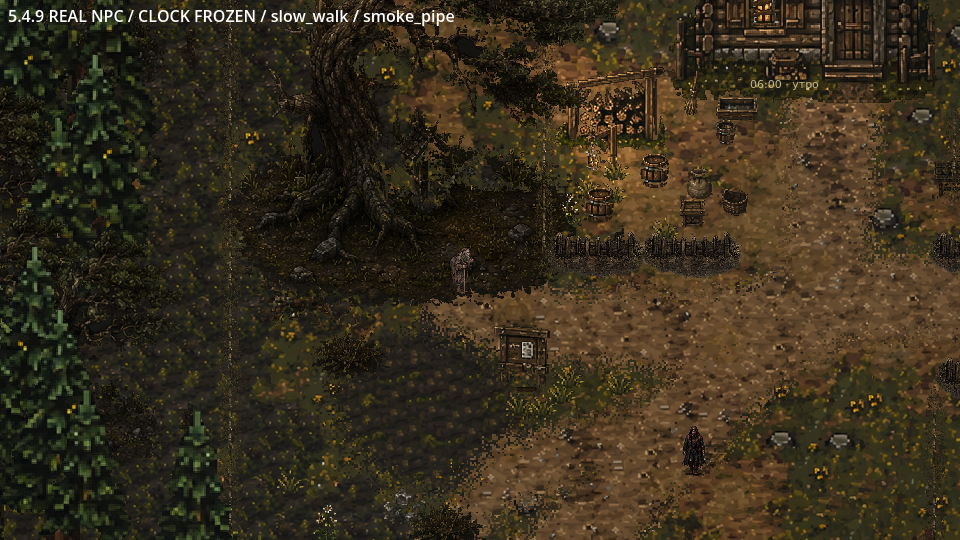 5.4.9 REAL NPC / CLOCK FROZEN / slow_walk / smoke_pipe
06:00 - утро